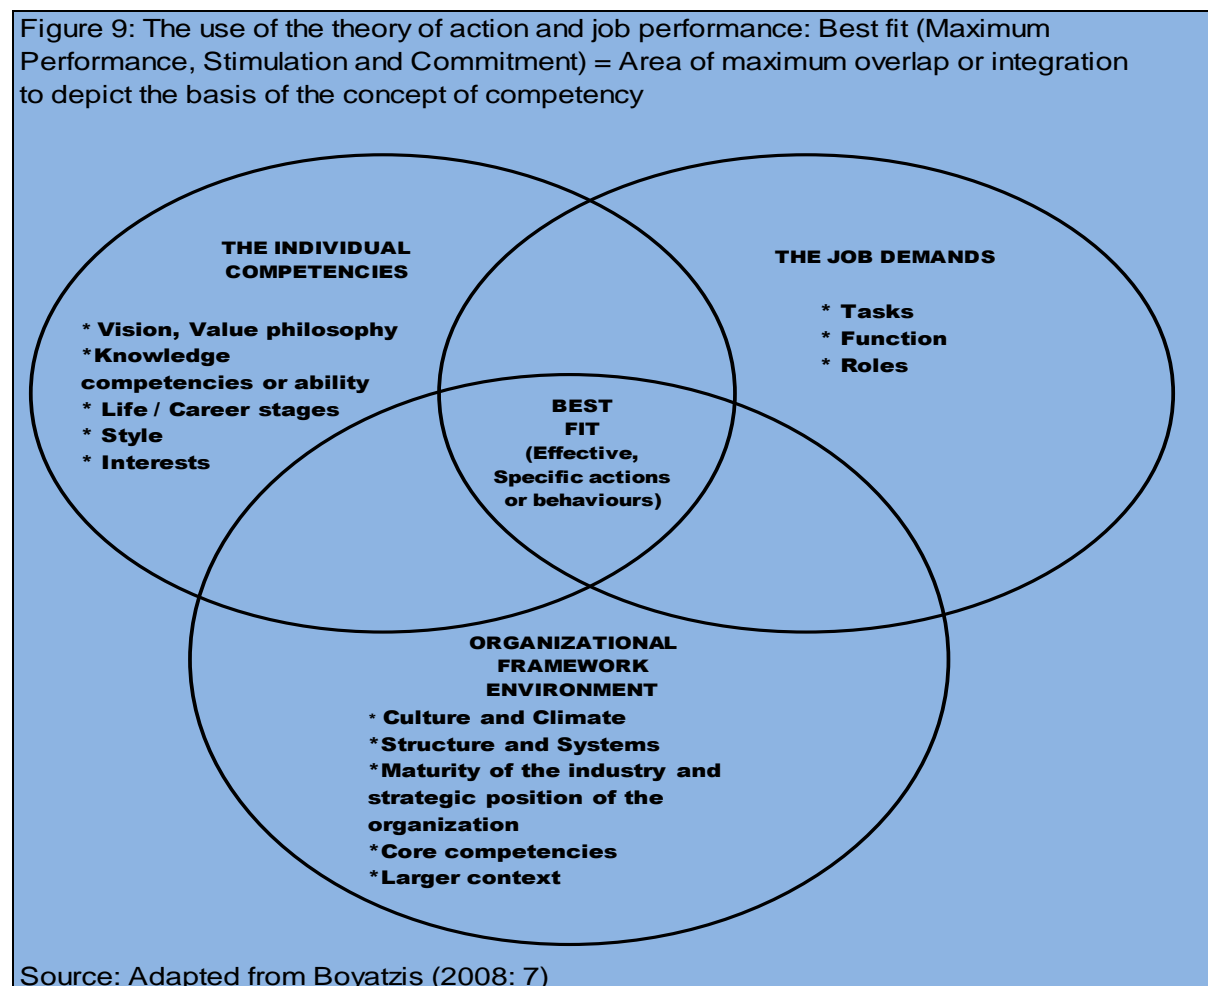 Figure 9: The use of the theory of action and job performance: Best fit (Maximum
Performance, Stimulation and Commitment) = Area of maximum overlap or integration
to depict the basis of the concept of competency
THE INDIVIDUAL
COMPETENCIES
* Vision, Value philosophy
*Knowledge
competencies or ability
* Life / Career stages
* Style
* Interests
THE JOB DEMANDS
* Tasks
* Function
* Roles
BEST
FIT
(Effective,
Specific actions
or behaviours)
ORGANIZATIONAL
FRAMEWORK
ENVIRONMENT
* Culture and Climate
*Structure and Systems
*Maturity of the industry and
strategic position of the
organization
*Core competencies
*Larger context
Source: Adapted from Boyatzis (2008: 7)